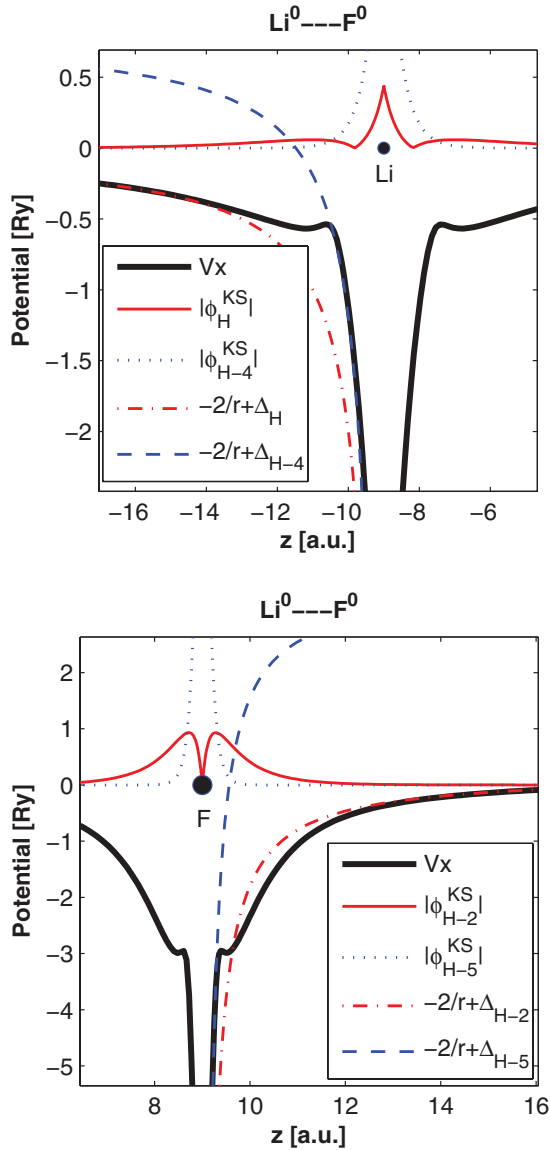 Li⁰---F⁰
Potential [Ry]
0.5
0
−0.5
−1
−1.5
−2
Li
Vx
|ϕ_H^KS|
|ϕ_H−4^KS|
−2/r+Δ_H
−2/r+Δ_H−4
−16 −14 −12 −10 −8 −6
z [a.u.]
Li⁰---F⁰
Potential [Ry]
2
1
0
−1
−2
−3
−4
−5
F
Vx
|ϕ_H−2^KS|
|ϕ_H−5^KS|
−2/r+Δ_H−2
−2/r+Δ_H−5
8 10 12 14 16
z [a.u.]